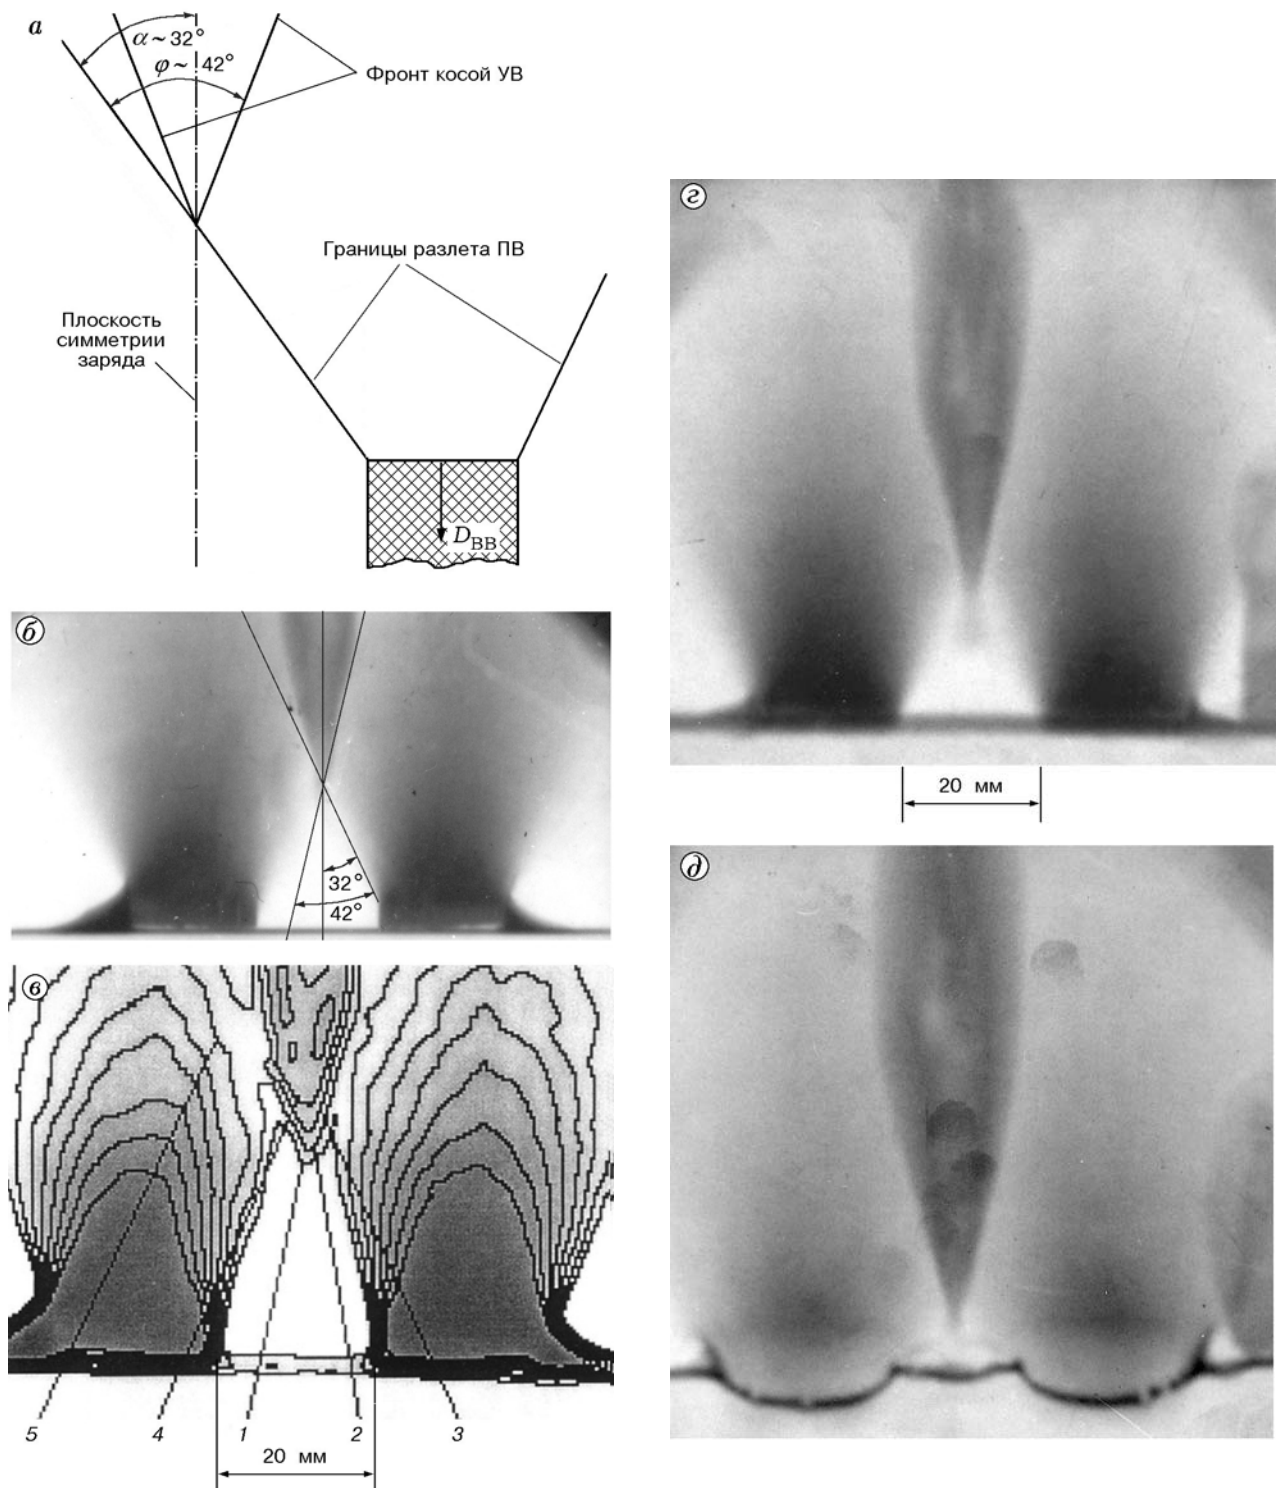 а
α ~ 32°
φ ~ 42°
Фронт косой УВ
Границы разлета ПВ
Плоскость
симметрии
заряда
D_ВВ
б
32°
42°
в
5 4 1 2 3
20 мм
г
20 мм
д